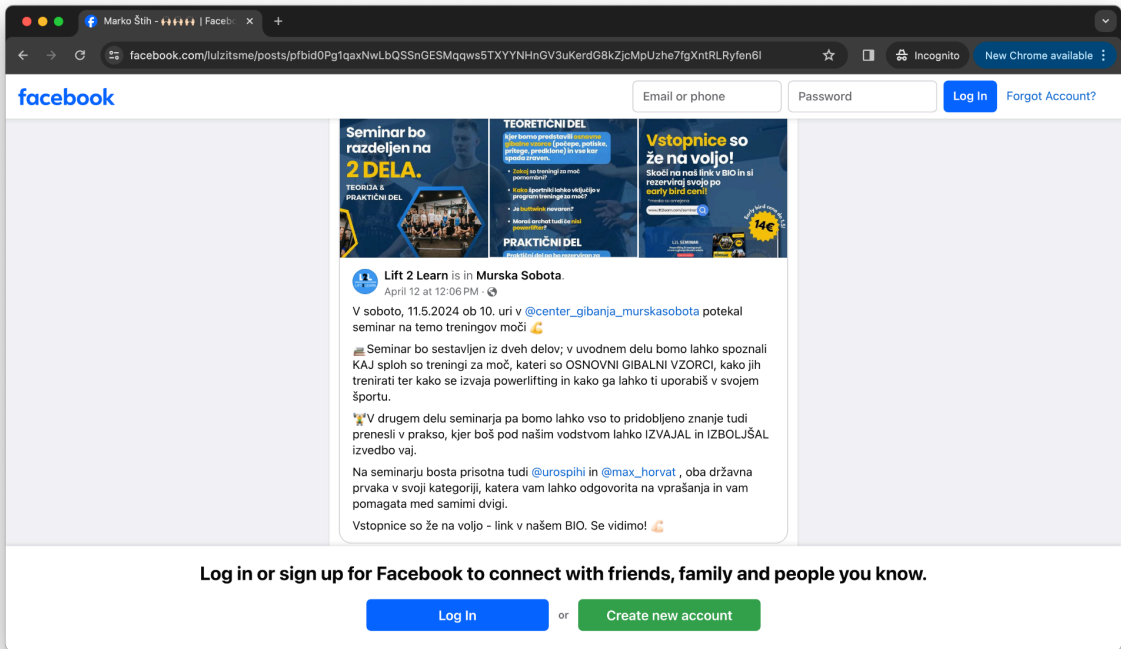 Marko Štih - | Facebo
facebook.com/lulzitsme/posts/pfbid0Pg1qaxNwLbQSSnGESMqqws5TXYYNHnGV3uKerdG8kZjcMpUzhe7fgXntRLRyfen6l
Incognito
New Chrome available
facebook
Email or phone
Password
Log In
Forgot Account?
Seminar bo
razdeljen na
2 DELA.
TEORIJA &
PRAKTIČNI DEL
TEORETIČNI DEL
kjer bomo predstavili osnovne
gibalne vzorce (počepe, potiske,
pritege, predklone) in vse kar
spada zraven.
• Zakaj so treningi za moč
pomembni?
• Kako športniki lahko vključijo v
program treninge za moč?
• Je buttwink nevaren?
• Moraš archat tudi če nisi
powerlifter?
PRAKTIČNI DEL
Praktični del pa bo rezerviran za
Vstopnice so
že na voljo!
Skoči na naš link v BIO in si
rezerviraj svojo po
early bird ceni!
14€
L2L SEMINAR
Lift 2 Learn is in Murska Sobota.
April 12 at 12:06 PM ·
V soboto, 11.5.2024 ob 10. uri v @center_gibanja_murskasobota potekal
seminar na temo treningov moči 💪🏻
📚Seminar bo sestavljen iz dveh delov; v uvodnem delu bomo lahko spoznali
KAJ sploh so treningi za moč, kateri so OSNOVNI GIBALNI VZORCI, kako jih
trenirati ter kako se izvaja powerlifting in kako ga lahko ti uporabiš v svojem
športu.
🏋️V drugem delu seminarja pa bomo lahko vso to pridobljeno znanje tudi
prenesli v prakso, kjer boš pod našim vodstvom lahko IZVAJAL in IZBOLJŠAL
izvedbo vaj.
Na seminarju bosta prisotna tudi @urospihi in @max_horvat , oba državna
prvaka v svoji kategoriji, katera vam lahko odgovorita na vprašanja in vam
pomagata med samimi dvigi.
Vstopnice so že na voljo - link v našem BIO. Se vidimo! 💪🏻
Log in or sign up for Facebook to connect with friends, family and people you know.
Log In
or
Create new account